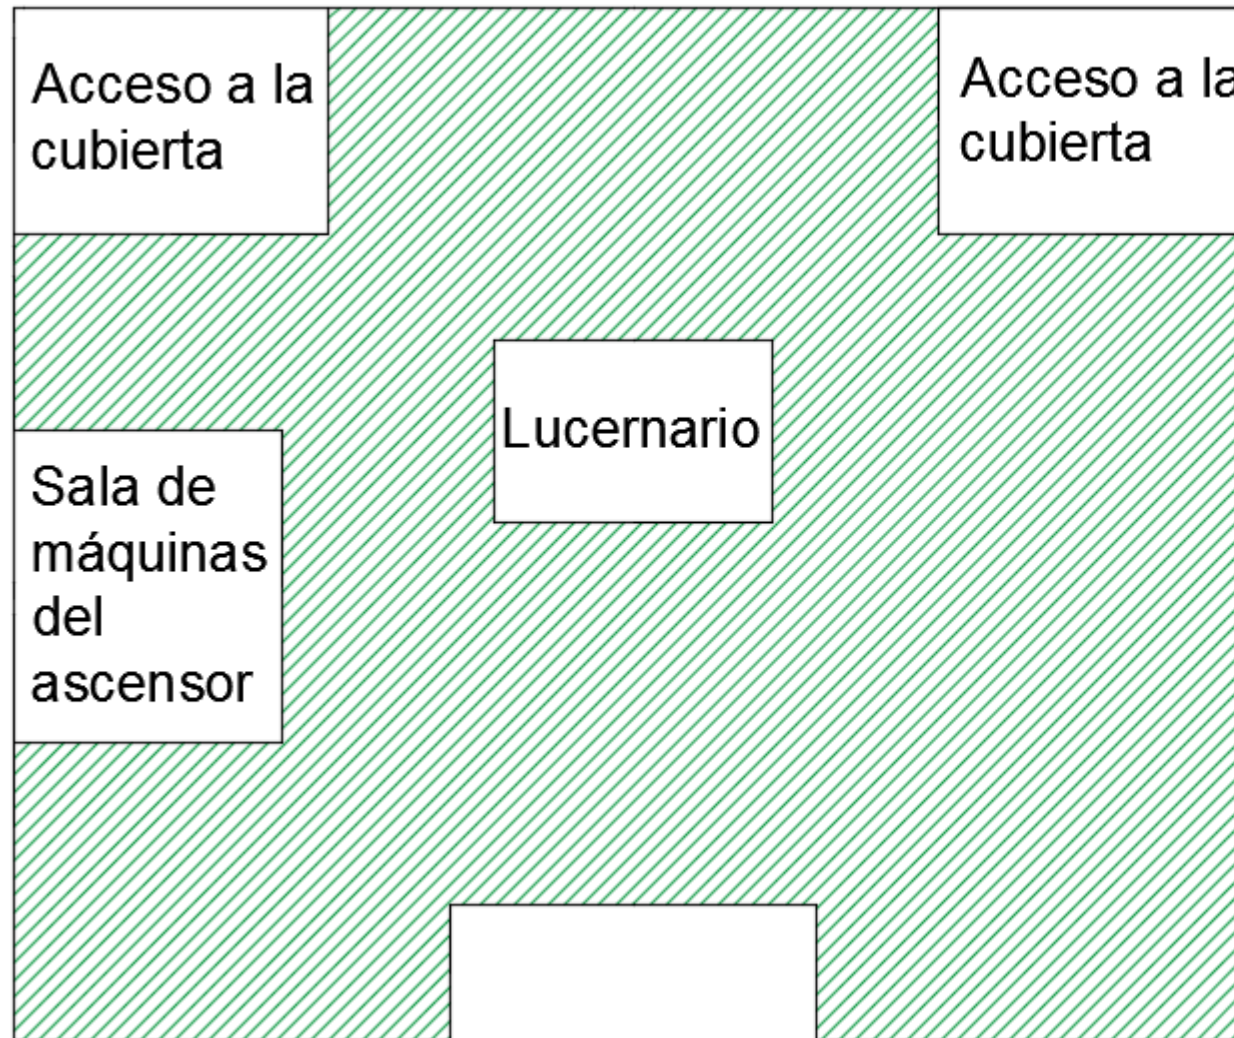 Acceso a la
cubierta
Acceso a la
cubierta
Lucernario
Sala de
máquinas
del
ascensor